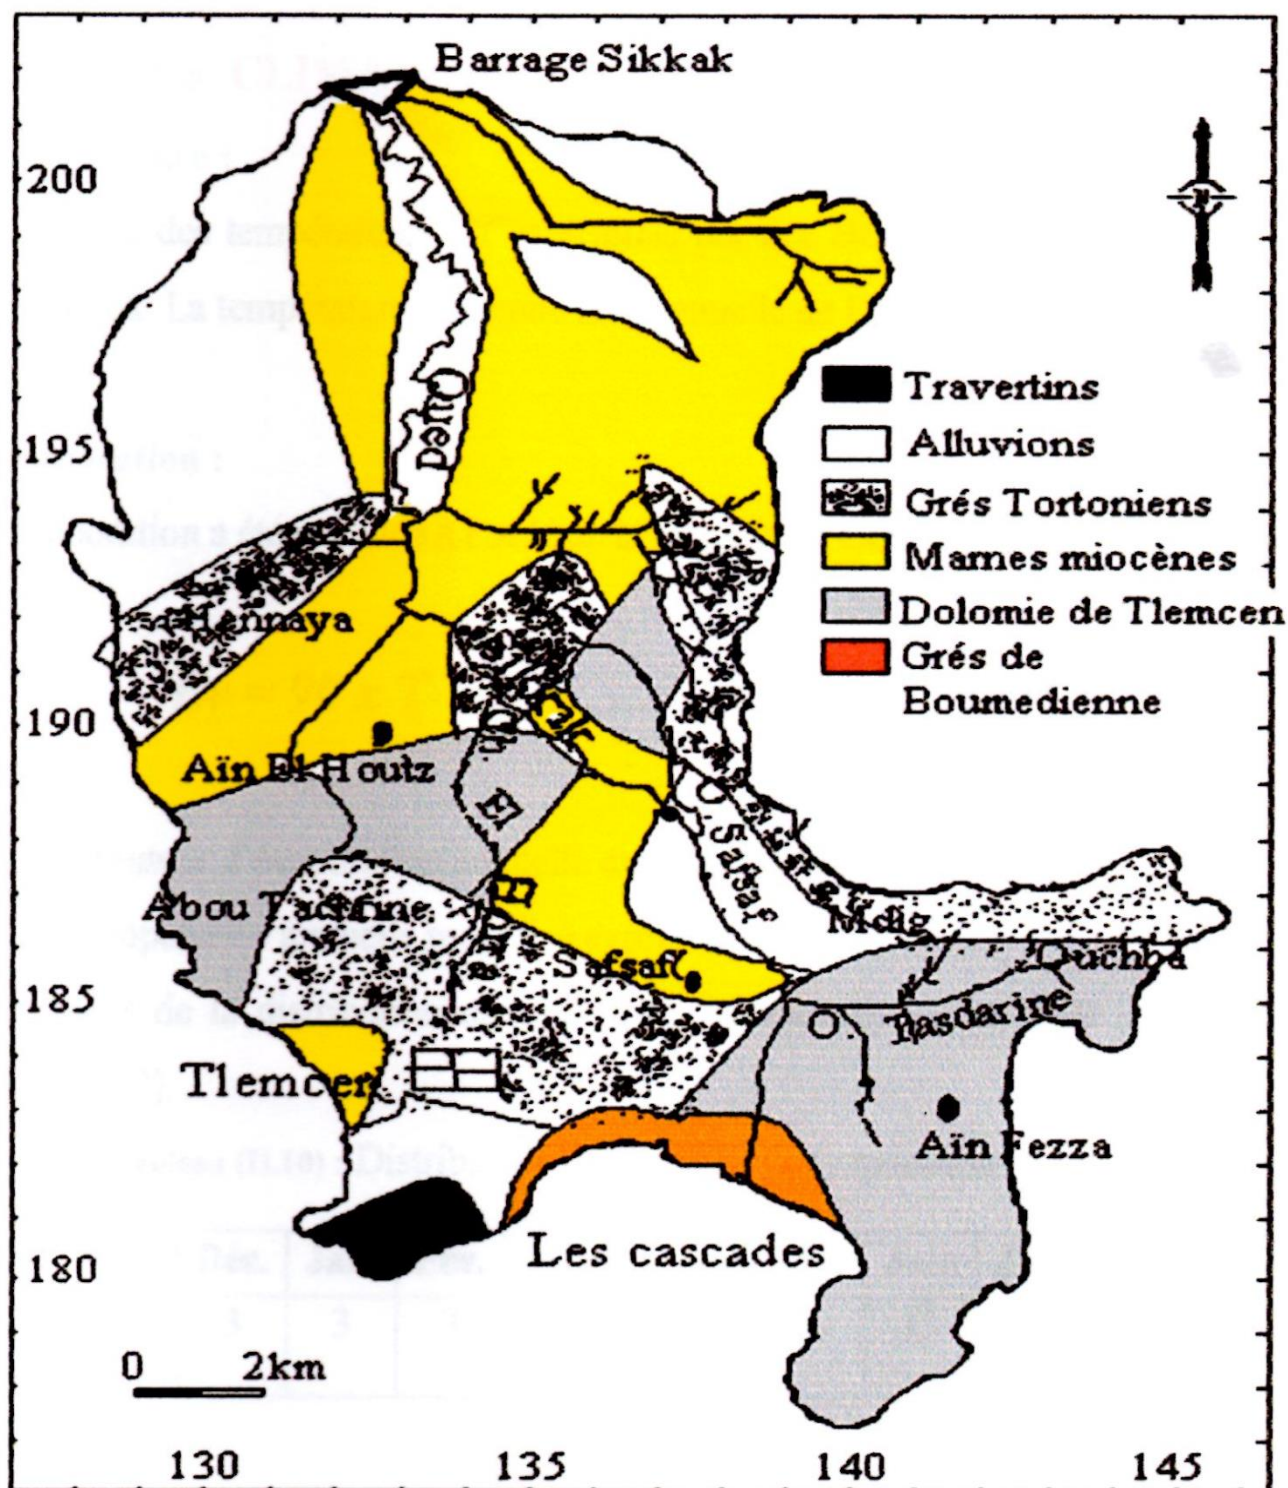 Barrage Sikkak
200
195
190
185
180
Oued
Travertins
Alluvions
Grés Tortoniens
Marnes miocènes
Dolomie de Tlemcen
Grés de
Boumedienne
Hennaya
Aïn El Houtz
O. Safsaf
Abou Tachfine
Mdig
Safsaf
Ouchba
O.
Tlemcen
Aïn Fezza
Les cascades
0 2km
130 135 140 145